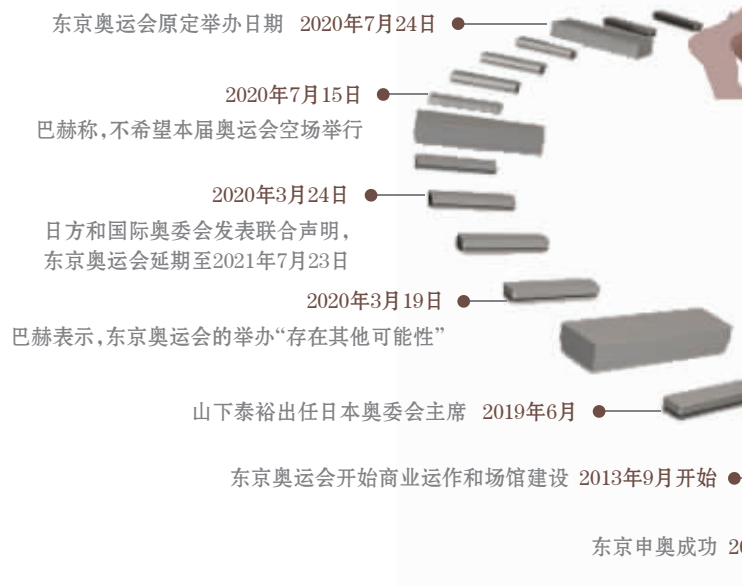 东京奥运会原定举办日期 2020年7月24日
2020年7月15日
巴赫称,不希望本届奥运会空场举行
2020年3月24日
日方和国际奥委会发表联合声明,
东京奥运会延期至2021年7月23日
2020年3月19日
巴赫表示,东京奥运会的举办“存在其他可能性”
山下泰裕出任日本奥委会主席 2019年6月
东京奥运会开始商业运作和场馆建设 2013年9月开始
东京申奥成功